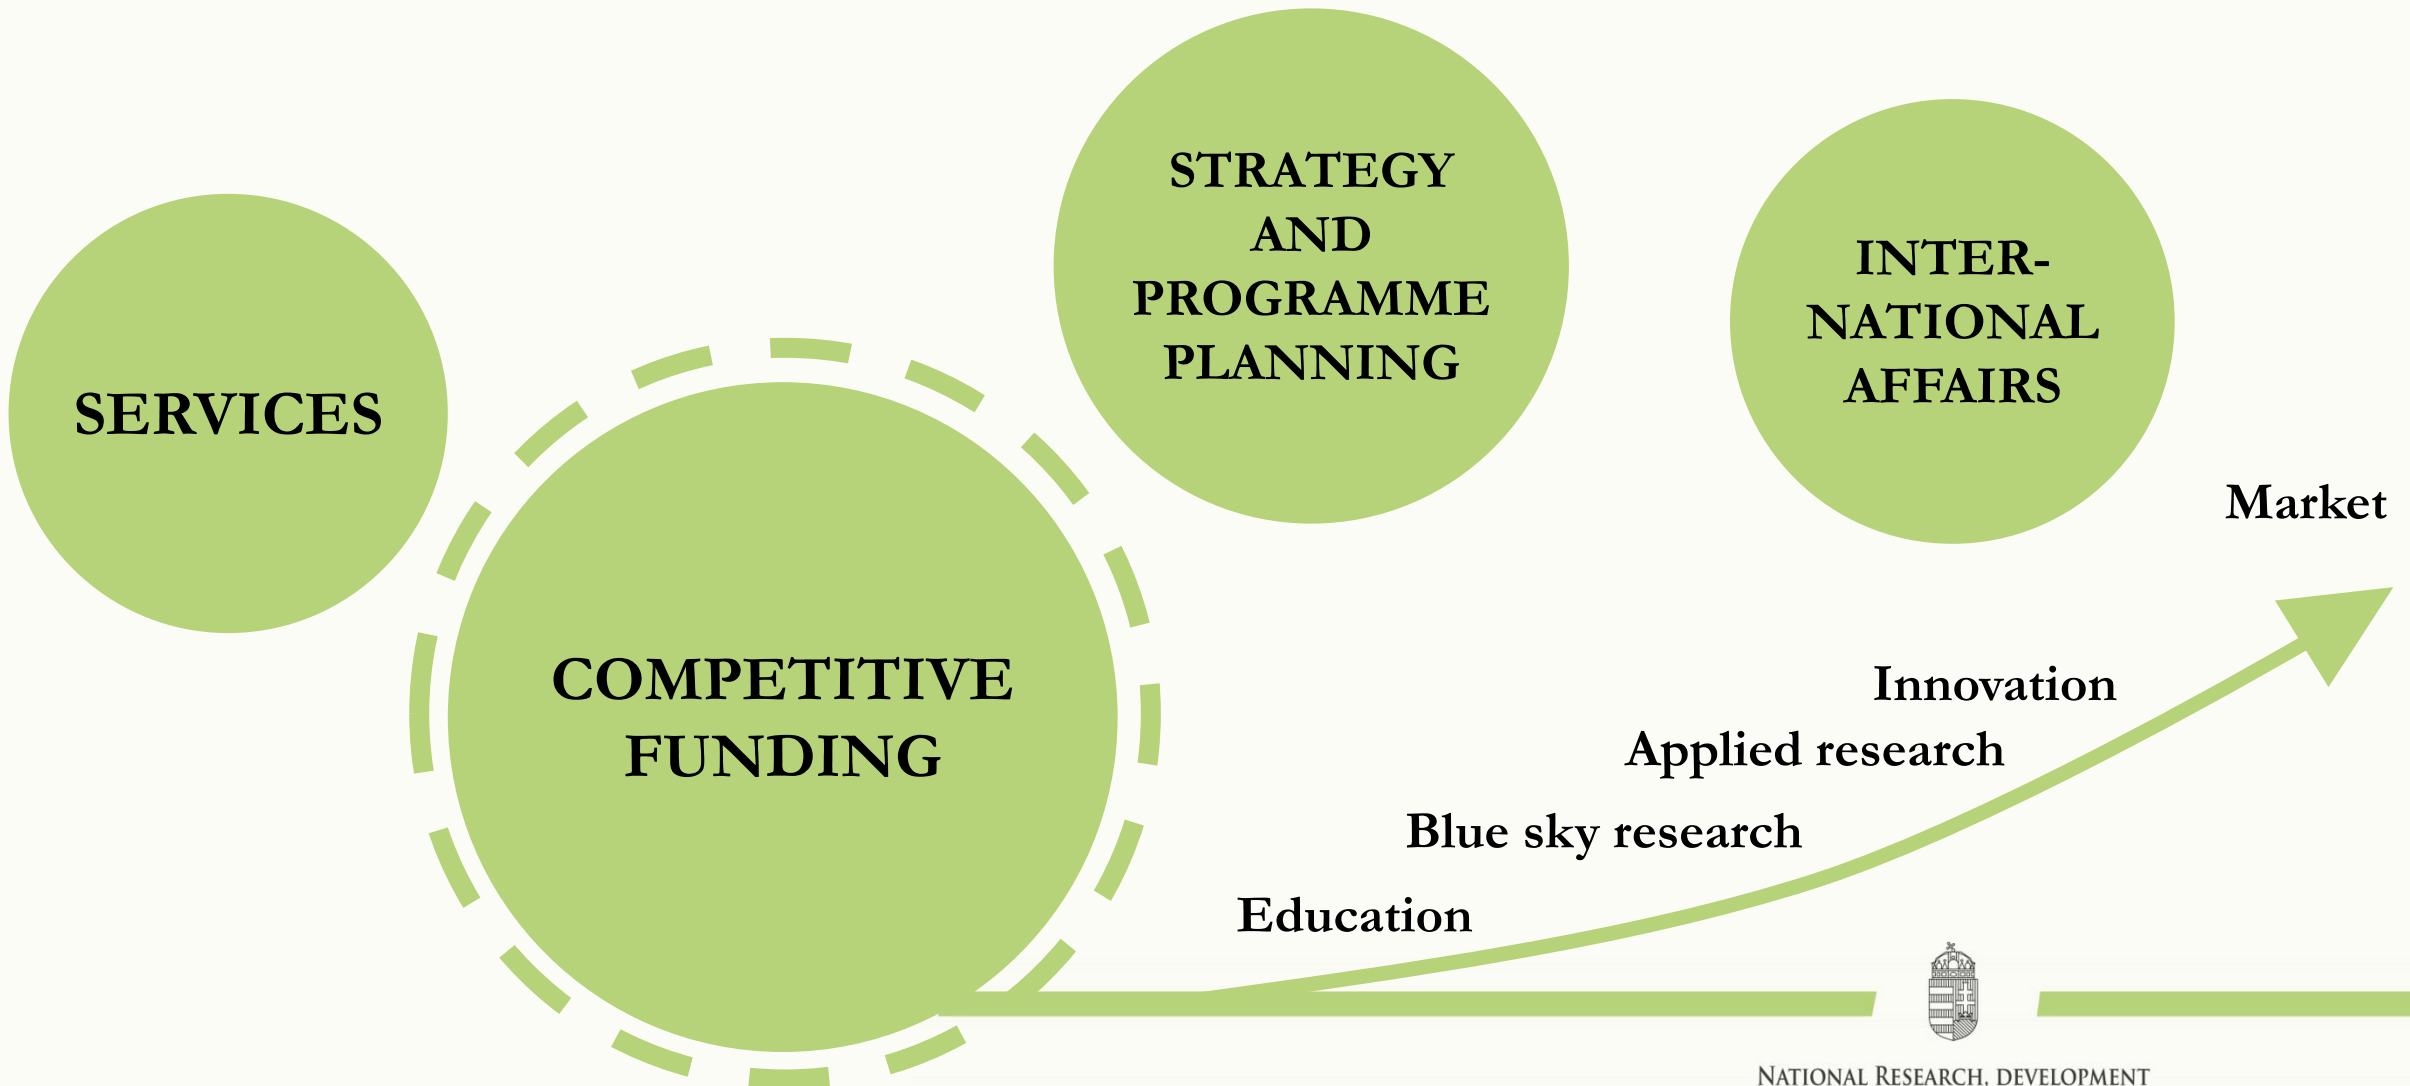 SERVICES
COMPETITIVE
FUNDING
STRATEGY
AND
PROGRAMME
PLANNING
INTER-
NATIONAL
AFFAIRS
Market
Innovation
Applied research
Blue sky research
Education
NATIONAL RESEARCH, DEVELOPMENT